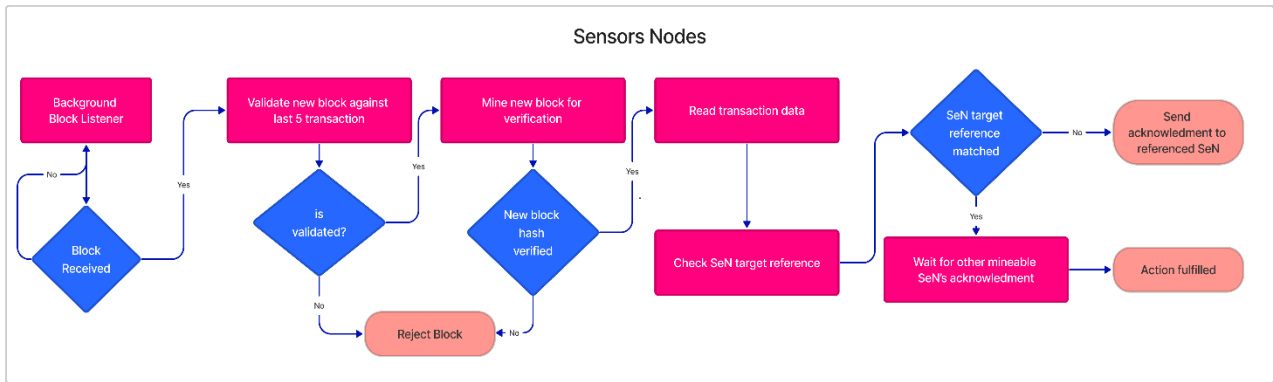 Sensors Nodes
Background
Block Listener
No
Block
Received
Yes
Validate new block against
last 5 transaction
is
validated?
Yes
No
Mine new block for
verification
New block
hash
verified
Yes
No
Reject Block
Read transaction data
Check SeN target reference
SeN target
reference
matched
No
Send
acknowledment to
referenced SeN
Yes
Wait for other mineable
SeN's acknowledment
Action fulfilled